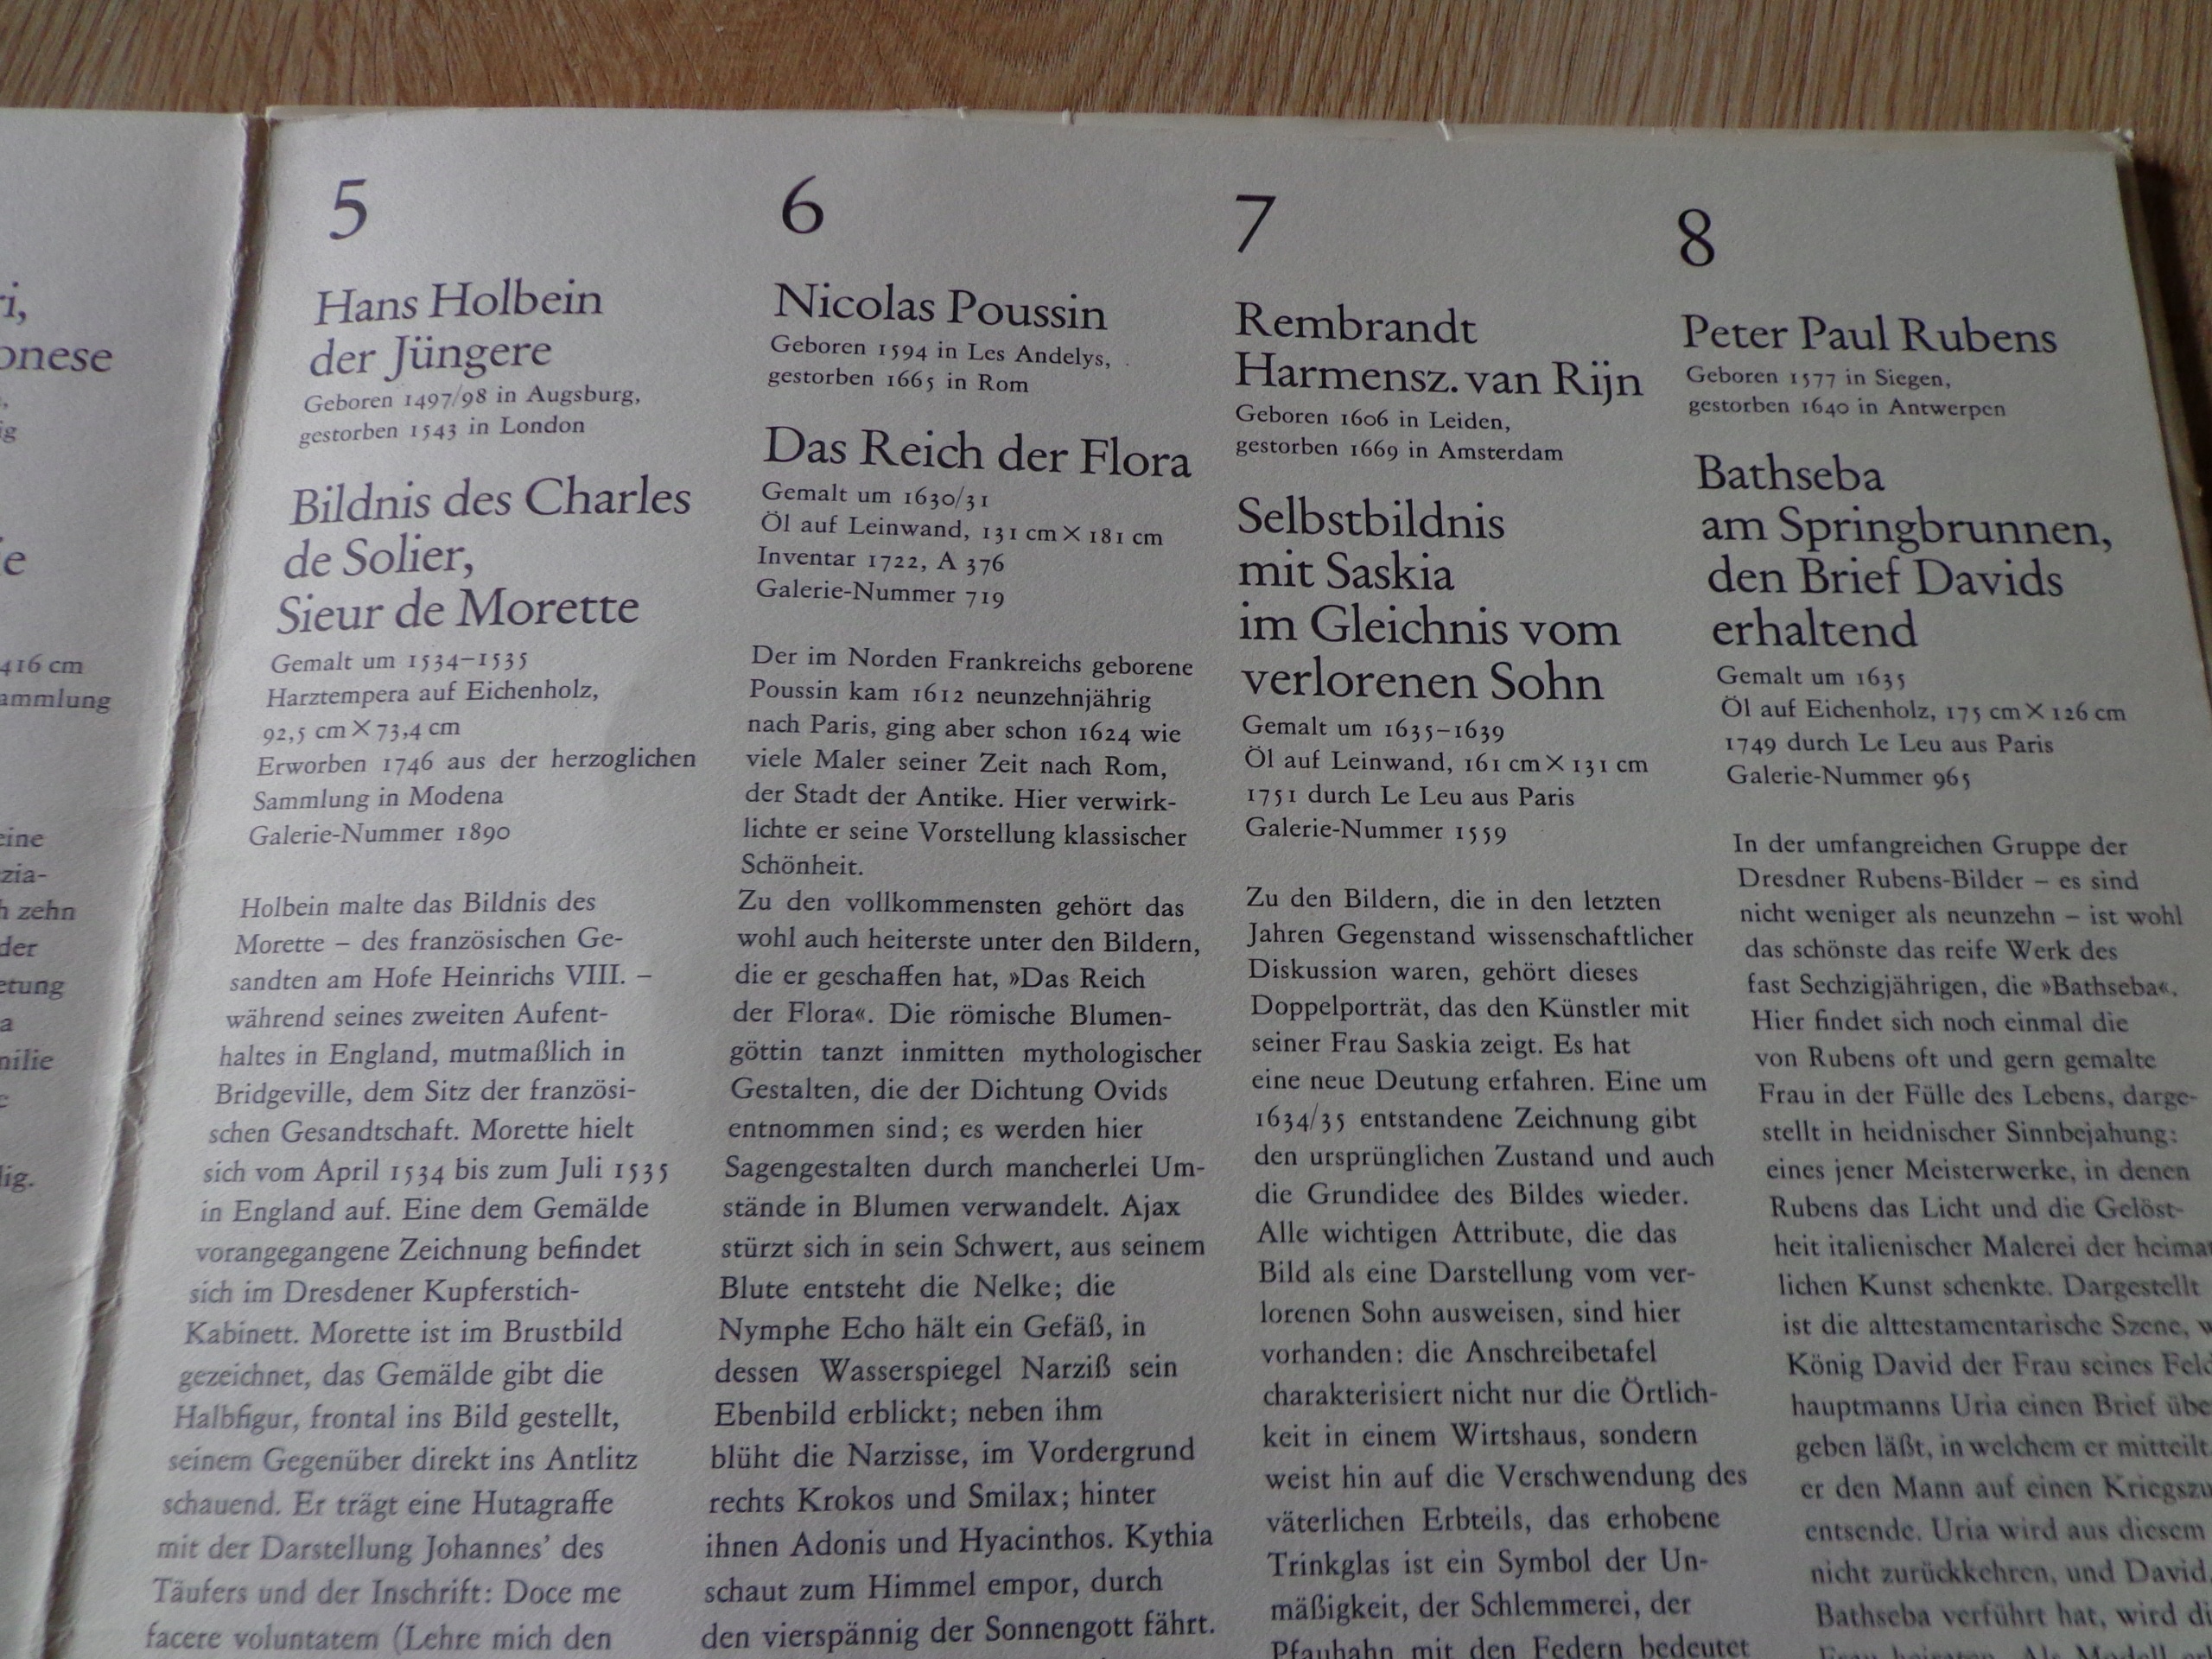 i,
onese
ig
e
416 cm
ammlung
eine
zia-
h zehn
der
etung
a
milie
lig.
5
Hans Holbein
der Jüngere
Geboren 1497/98 in Augsburg,
gestorben 1543 in London
Bildnis des Charles
de Solier,
Sieur de Morette
Gemalt um 1534–1535
Harztempera auf Eichenholz,
92,5 cm × 73,4 cm
Erworben 1746 aus der herzoglichen
Sammlung in Modena
Galerie-Nummer 1890
Holbein malte das Bildnis des
Morette – des französischen Ge-
sandten am Hofe Heinrichs VIII. –
während seines zweiten Aufent-
haltes in England, mutmaßlich in
Bridgeville, dem Sitz der französi-
schen Gesandtschaft. Morette hielt
sich vom April 1534 bis zum Juli 1535
in England auf. Eine dem Gemälde
vorangegangene Zeichnung befindet
sich im Dresdener Kupferstich-
Kabinett. Morette ist im Brustbild
gezeichnet, das Gemälde gibt die
Halbfigur, frontal ins Bild gestellt,
seinem Gegenüber direkt ins Antlitz
schauend. Er trägt eine Hutagraffe
mit der Darstellung Johannes’ des
Täufers und der Inschrift: Doce me
facere voluntatem (Lehre mich den
6
Nicolas Poussin
Geboren 1594 in Les Andelys,
gestorben 1665 in Rom
Das Reich der Flora
Gemalt um 1630/31
Öl auf Leinwand, 131 cm × 181 cm
Inventar 1722, A 376
Galerie-Nummer 719
Der im Norden Frankreichs geborene
Poussin kam 1612 neunzehnjährig
nach Paris, ging aber schon 1624 wie
viele Maler seiner Zeit nach Rom,
der Stadt der Antike. Hier verwirk-
lichte er seine Vorstellung klassischer
Schönheit.
Zu den vollkommensten gehört das
wohl auch heiterste unter den Bildern,
die er geschaffen hat, »Das Reich
der Flora«. Die römische Blumen-
göttin tanzt inmitten mythologischer
Gestalten, die der Dichtung Ovids
entnommen sind; es werden hier
Sagengestalten durch mancherlei Um-
stände in Blumen verwandelt. Ajax
stürzt sich in sein Schwert, aus seinem
Blute entsteht die Nelke; die
Nymphe Echo hält ein Gefäß, in
dessen Wasserspiegel Narziß sein
Ebenbild erblickt; neben ihm
blüht die Narzisse, im Vordergrund
rechts Krokos und Smilax; hinter
ihnen Adonis und Hyacinthos. Kythia
schaut zum Himmel empor, durch
den vierspännig der Sonnengott fährt.
7
Rembrandt
Harmensz. van Rijn
Geboren 1606 in Leiden,
gestorben 1669 in Amsterdam
Selbstbildnis
mit Saskia
im Gleichnis vom
verlorenen Sohn
Gemalt um 1635–1639
Öl auf Leinwand, 161 cm × 131 cm
1751 durch Le Leu aus Paris
Galerie-Nummer 1559
Zu den Bildern, die in den letzten
Jahren Gegenstand wissenschaftlicher
Diskussion waren, gehört dieses
Doppelporträt, das den Künstler mit
seiner Frau Saskia zeigt. Es hat
eine neue Deutung erfahren. Eine um
1634/35 entstandene Zeichnung gibt
den ursprünglichen Zustand und auch
die Grundidee des Bildes wieder.
Alle wichtigen Attribute, die das
Bild als eine Darstellung vom ver-
lorenen Sohn ausweisen, sind hier
vorhanden: die Anschreibetafel
charakterisiert nicht nur die Örtlich-
keit in einem Wirtshaus, sondern
weist hin auf die Verschwendung des
väterlichen Erbteils, das erhobene
Trinkglas ist ein Symbol der Un-
mäßigkeit, der Schlemmerei, der
Pfauhahn mit den Federn bedeutet
8
Peter Paul Rubens
Geboren 1577 in Siegen,
gestorben 1640 in Antwerpen
Bathseba
am Springbrunnen,
den Brief Davids
erhaltend
Gemalt um 1635
Öl auf Eichenholz, 175 cm × 126 cm
1749 durch Le Leu aus Paris
Galerie-Nummer 965
In der umfangreichen Gruppe der
Dresdner Rubens-Bilder – es sind
nicht weniger als neunzehn – ist wohl
das schönste das reife Werk des
fast Sechzigjährigen, die »Bathseba«.
Hier findet sich noch einmal die
von Rubens oft und gern gemalte
Frau in der Fülle des Lebens, darge-
stellt in heidnischer Sinnbejahung:
eines jener Meisterwerke, in denen
Rubens das Licht und die Gelöst-
heit italienischer Malerei der heimat
lichen Kunst schenkte. Dargestellt
ist die alttestamentarische Szene, w
König David der Frau seines Feld
hauptmanns Uria einen Brief übe
geben läßt, in welchem er mitteilt,
er den Mann auf einen Kriegszu
entsende. Uria wird aus diesem
nicht zurückkehren, und David,
Bathseba verführt hat, wird di